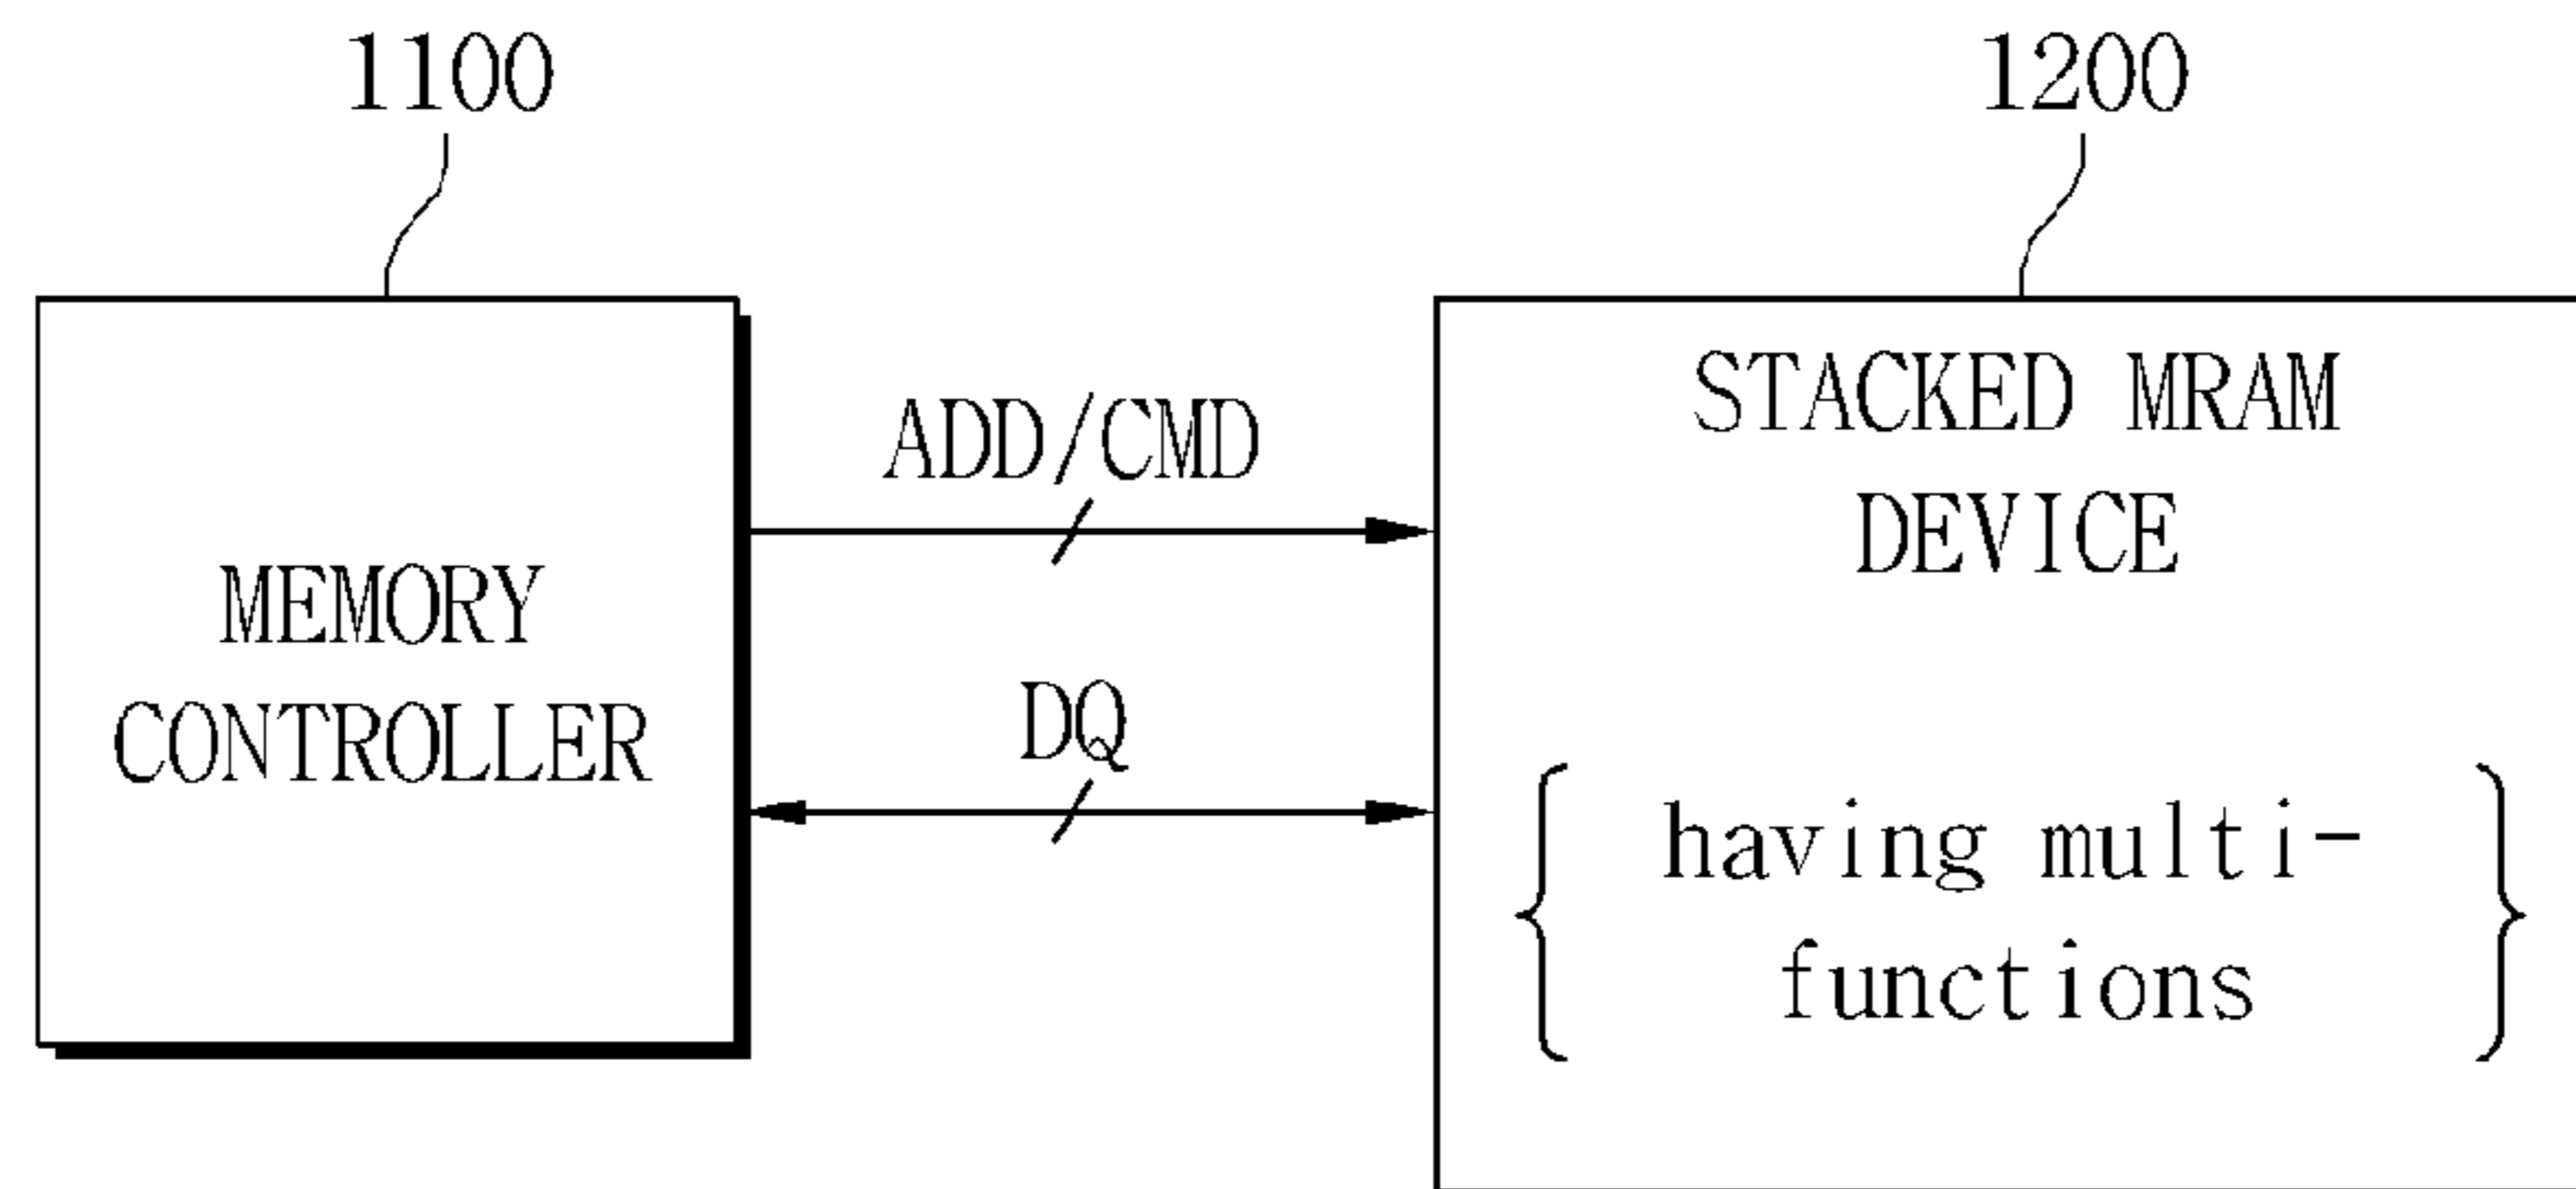 1100
1200
MEMORY
CONTROLLER
ADD/CMD
DQ
STACKED MRAM
DEVICE
having multi-
functions